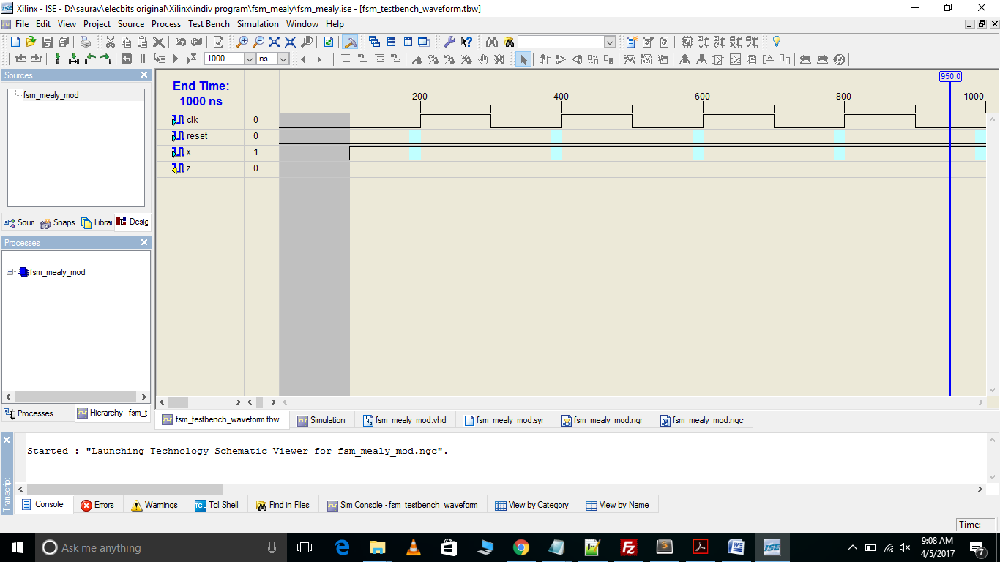 ISE Xilinx - ISE - D:\saurav\elecbits original\Xilinx\indiv program\fsm_mealy\fsm_mealy.ise - [fsm_testbench_waveform.tbw]
File Edit View Project Source Process Test Bench Simulation Window Help
1000 ns
Sources
fsm_mealy_mod
Sour Snaps Librar Desig
Processes
fsm_mealy_mod
Processes Hierarchy - fsm_t
End Time:
1000 ns
950.0
200 400 600 800 1000
clk 0
reset 0
x 1
z 0
fsm_testbench_waveform.tbw Simulation fsm_mealy_mod.vhd fsm_mealy_mod.syr fsm_mealy_mod.ngr fsm_mealy_mod.ngc
Started : "Launching Technology Schematic Viewer for fsm_mealy_mod.ngc".
Transcript
Console Errors Warnings TCL Tcl Shell Find in Files Sim Console - fsm_testbench_waveform View by Category View by Name
Time: ---
Ask me anything
ISE
9:08 AM
4/5/2017
7